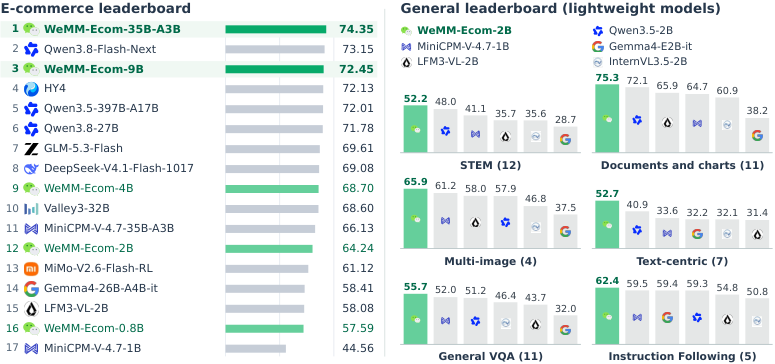 E-commerce leaderboard
1 WeMM-Ecom-35B-A3B 74.35
2 Qwen3.8-Flash-Next 73.15
3 WeMM-Ecom-9B 72.45
4 HY4 72.13
5 Qwen3.5-397B-A17B 72.01
6 Qwen3.8-27B 71.78
7 GLM-5.3-Flash 69.61
8 DeepSeek-V4.1-Flash-1017 69.08
9 WeMM-Ecom-4B 68.70
10 Valley3-32B 68.60
11 MiniCPM-V-4.7-35B-A3B 66.13
12 WeMM-Ecom-2B 64.24
13 MiMo-V2.6-Flash-RL 61.12
14 Gemma4-26B-A4B-it 58.41
15 LFM3-VL-2B 58.08
16 WeMM-Ecom-0.8B 57.59
17 MiniCPM-V-4.7-1B 44.56
General leaderboard (lightweight models)
WeMM-Ecom-2B Qwen3.5-2B
MiniCPM-V-4.7-1B Gemma4-E2B-it
LFM3-VL-2B InternVL3.5-2B
52.2 48.0 41.1 35.7 35.6 28.7
STEM (12)
75.3 72.1 65.9 64.7 60.9 38.2
Documents and charts (11)
65.9 61.2 58.0 57.9 46.8 37.5
Multi-image (4)
52.7 40.9 33.6 32.2 32.1 31.4
Text-centric (7)
55.7 52.0 51.2 46.4 43.7 32.0
General VQA (11)
62.4 59.5 59.4 59.3 54.8 50.8
Instruction Following (5)